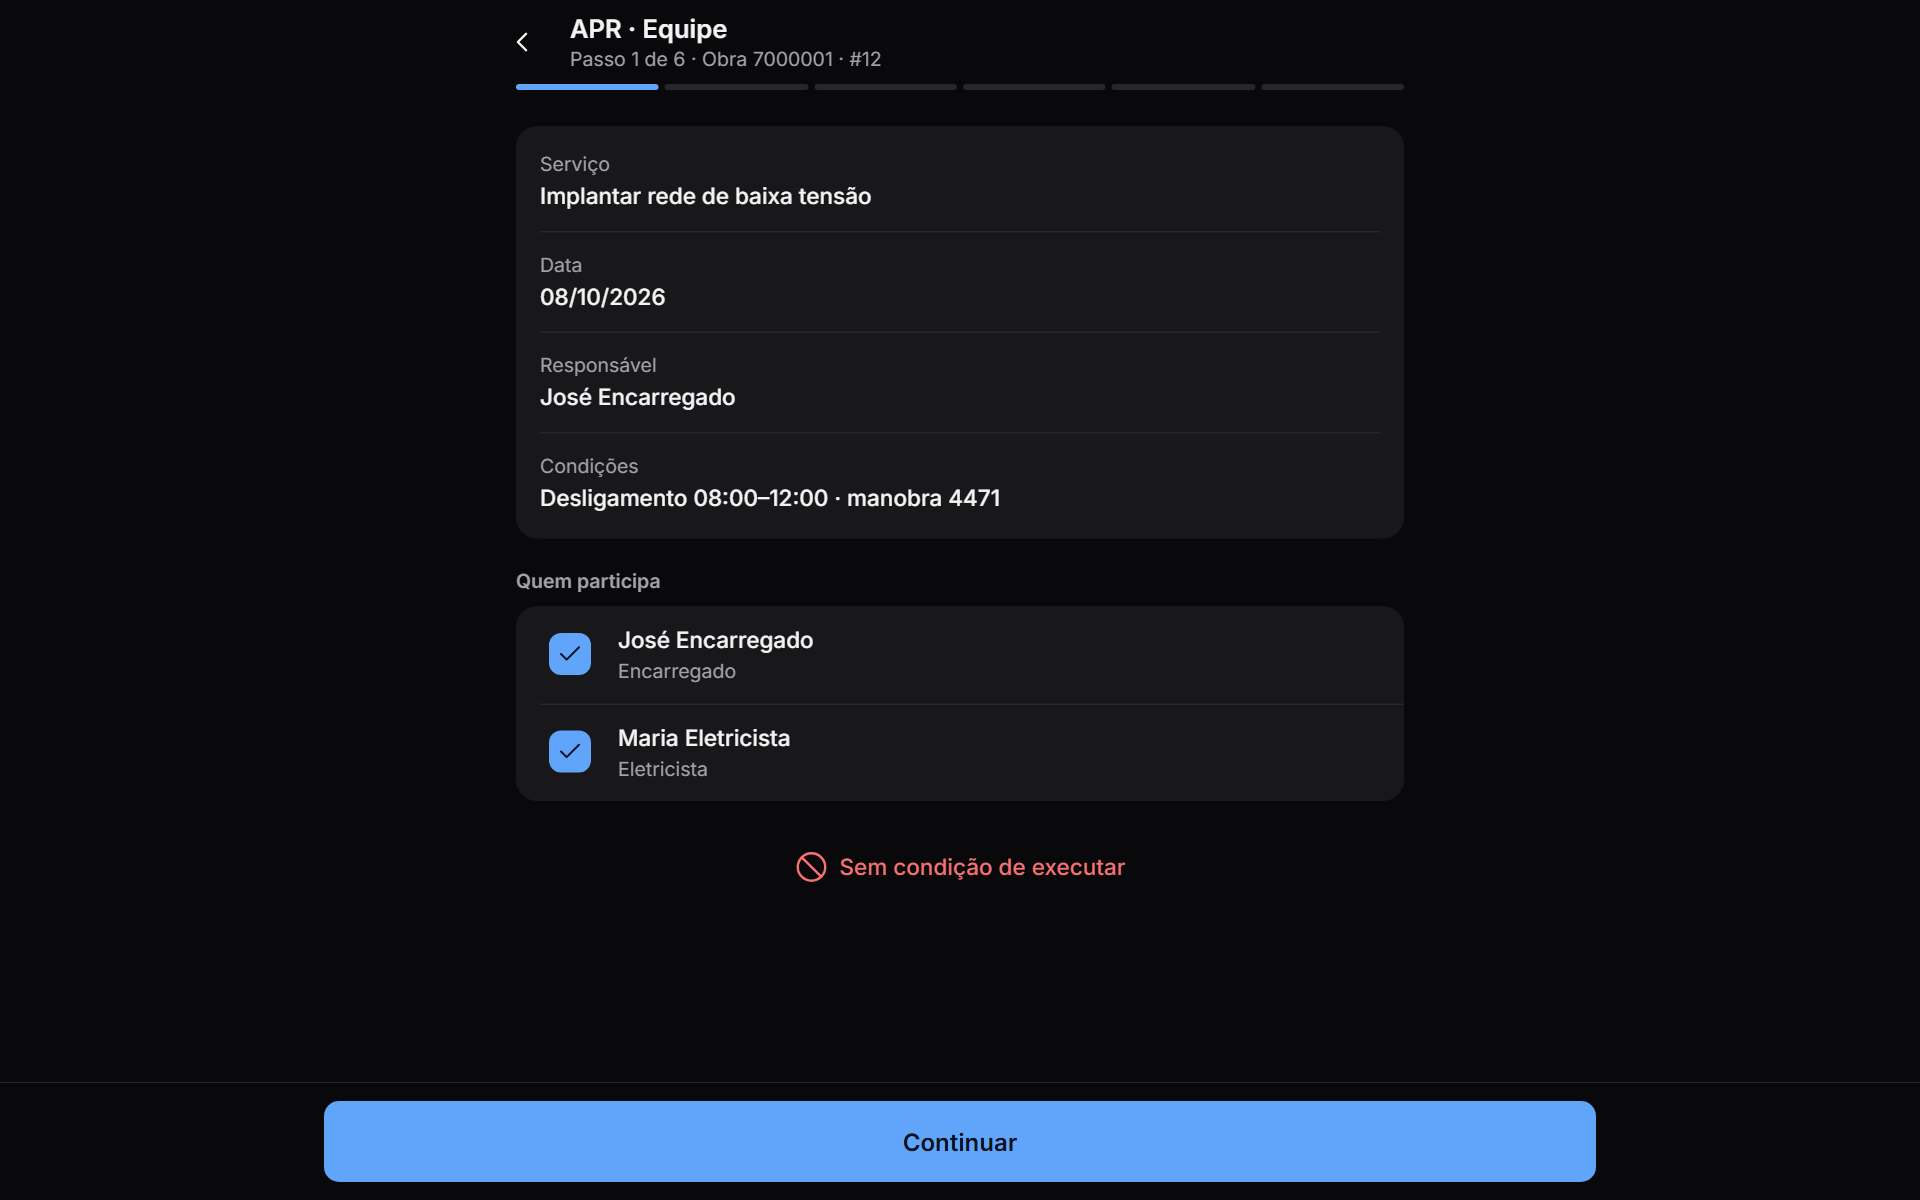 APR · Equipe
Passo 1 de 6 · Obra 7000001 · #12
Serviço
Implantar rede de baixa tensão
Data
08/10/2026
Responsável
José Encarregado
Condições
Desligamento 08:00–12:00 · manobra 4471
Quem participa
José Encarregado
Encarregado
Maria Eletricista
Eletricista
Sem condição de executar
Continuar